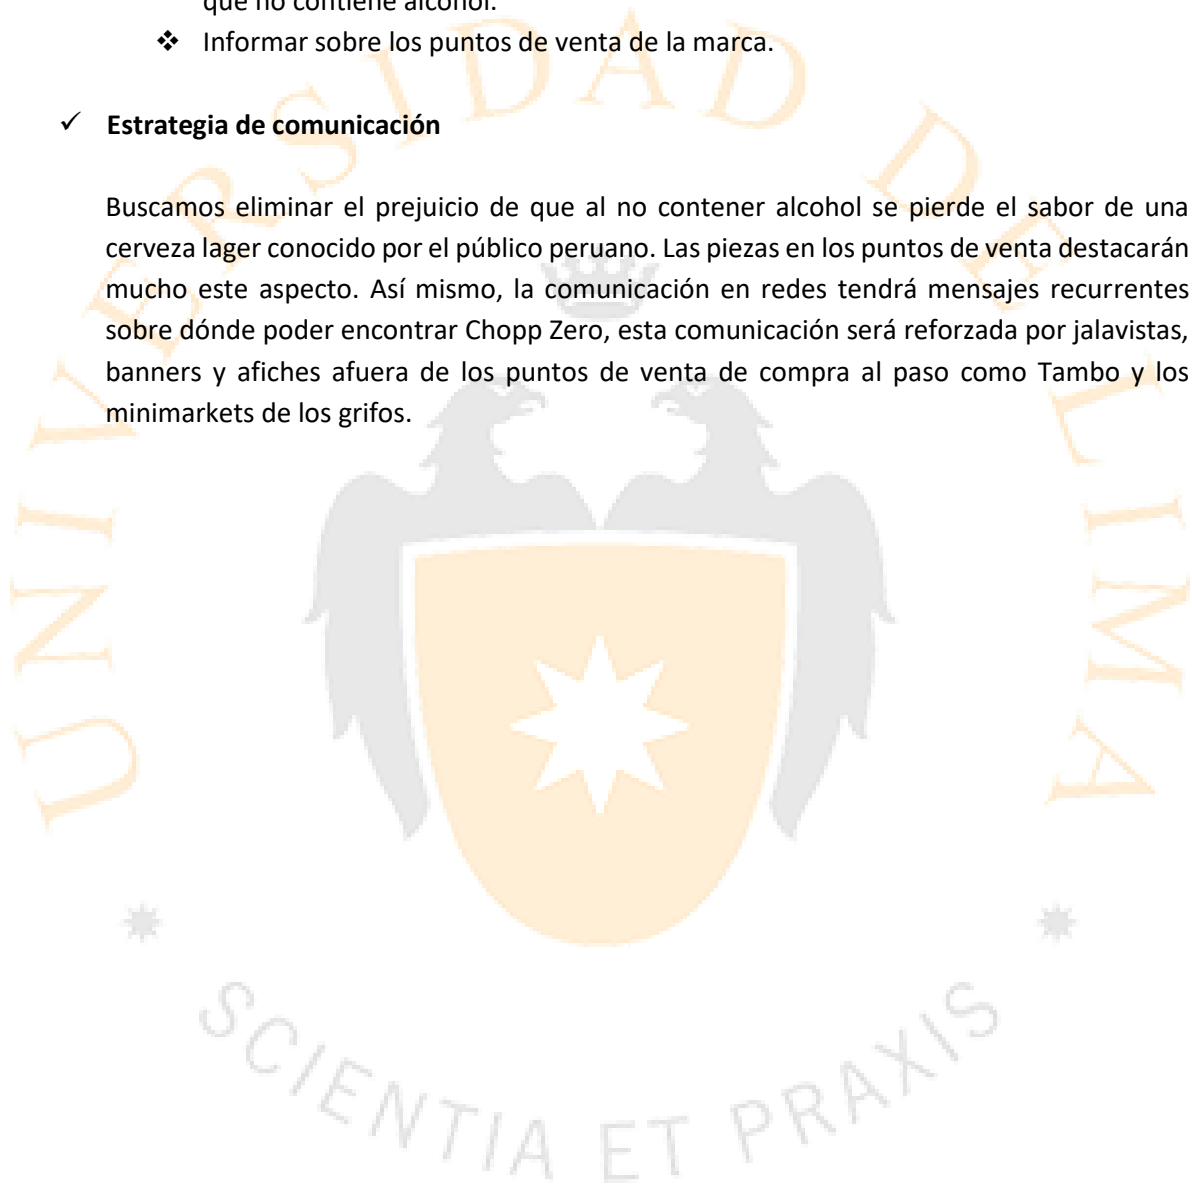 que no contiene alcohol.
❖ Informar sobre los puntos de venta de la marca.
✓ Estrategia de comunicación
Buscamos eliminar el prejuicio de que al no contener alcohol se pierde el sabor de una
cerveza lager conocido por el público peruano. Las piezas en los puntos de venta destacarán
mucho este aspecto. Así mismo, la comunicación en redes tendrá mensajes recurrentes
sobre dónde poder encontrar Chopp Zero, esta comunicación será reforzada por jalavistas,
banners y afiches afuera de los puntos de venta de compra al paso como Tambo y los
minimarkets de los grifos.
UNIVERSIDAD DE LIMA
SCIENTIA ET PRAXIS